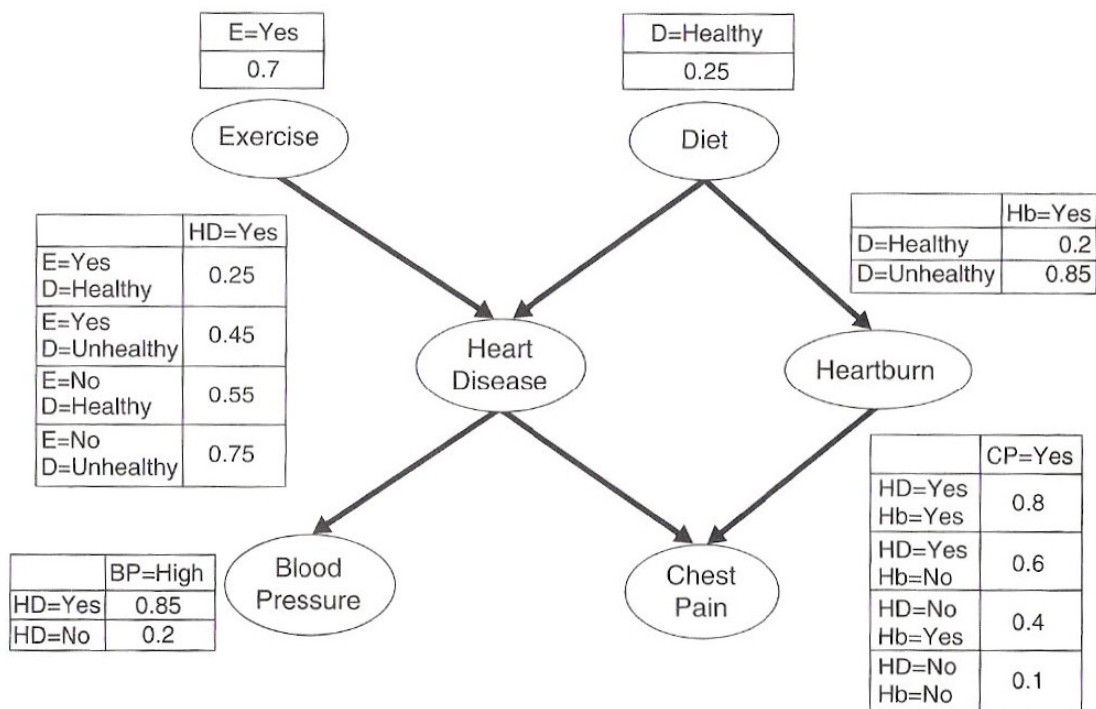 E=Yes
0.7
D=Healthy
0.25
Exercise
Diet
HD=Yes
E=Yes
D=Healthy
0.25
E=Yes
D=Unhealthy
0.45
E=No
D=Healthy
0.55
E=No
D=Unhealthy
0.75
Hb=Yes
D=Healthy 0.2
D=Unhealthy 0.85
Heart
Disease
Heartburn
BP=High
HD=Yes 0.85
HD=No 0.2
Blood
Pressure
Chest
Pain
CP=Yes
HD=Yes
Hb=Yes
0.8
HD=Yes
Hb=No
0.6
HD=No
Hb=Yes
0.4
HD=No
Hb=No
0.1